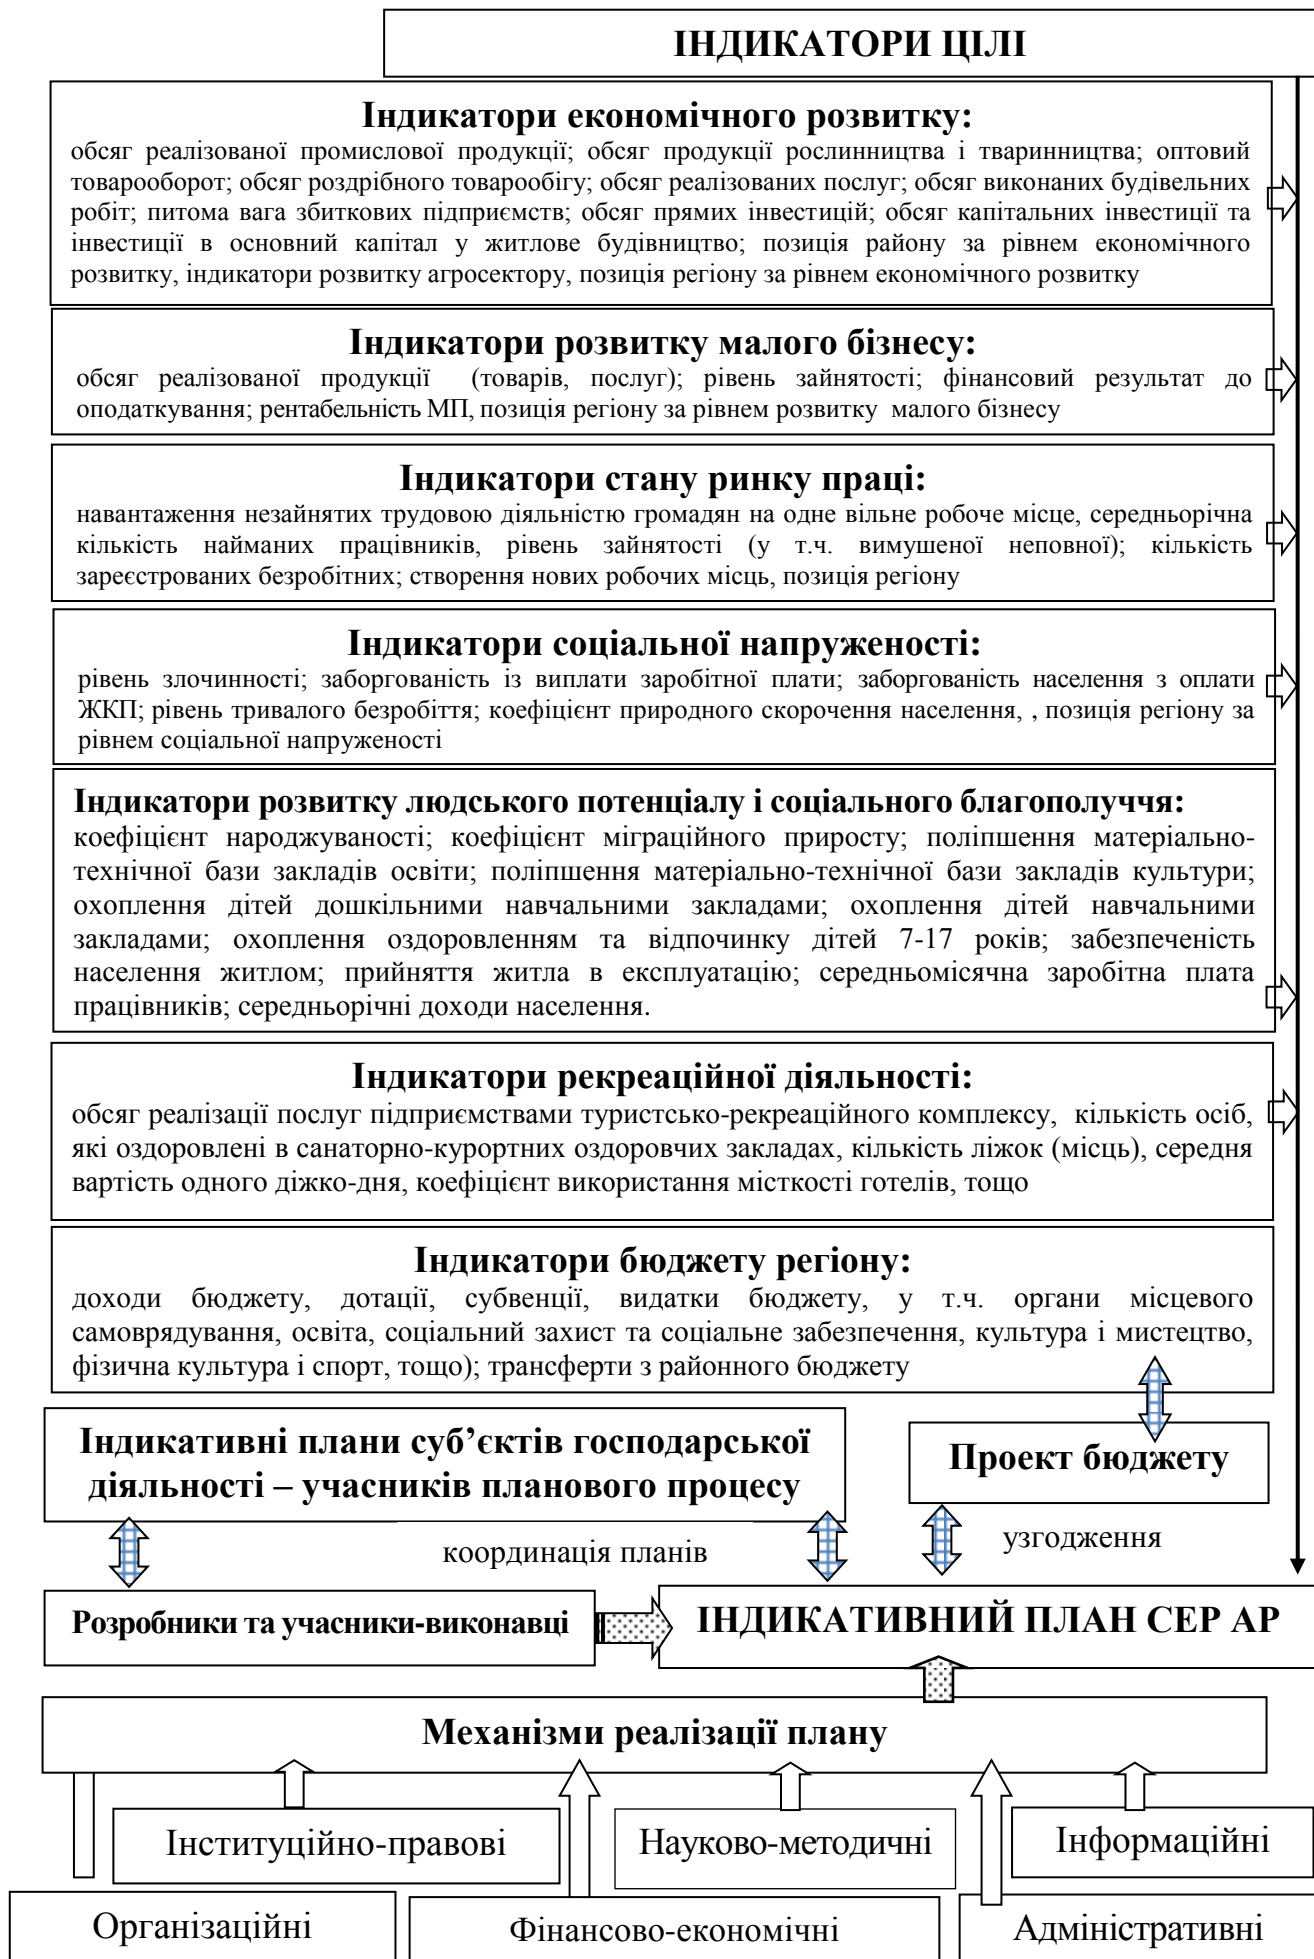 ІНДИКАТОРИ ЦІЛІ
Індикатори економічного розвитку:
обсяг реалізованої промислової продукції; обсяг продукції рослинництва і тваринництва; оптовий
товарооборот; обсяг роздрібного товарообігу; обсяг реалізованих послуг; обсяг виконаних будівельних
робіт; питома вага збиткових підприємств; обсяг прямих інвестицій; обсяг капітальних інвестиції та
інвестиції в основний капітал у житлове будівництво; позиція району за рівнем економічного
розвитку, індикатори розвитку агросектору, позиція регіону за рівнем економічного розвитку
Індикатори розвитку малого бізнесу:
обсяг реалізованої продукції (товарів, послуг); рівень зайнятості; фінансовий результат до
оподаткування; рентабельність МП, позиція регіону за рівнем розвитку малого бізнесу
Індикатори стану ринку праці:
навантаження незайнятих трудовою діяльністю громадян на одне вільне робоче місце, середньорічна
кількість найманих працівників, рівень зайнятості (у т.ч. вимушеної неповної); кількість
зареєстрованих безробітних; створення нових робочих місць, позиція регіону
Індикатори соціальної напруженості:
рівень злочинності; заборгованість із виплати заробітної плати; заборгованість населення з оплати
ЖКП; рівень тривалого безробіття; коефіцієнт природного скорочення населення, , позиція регіону за
рівнем соціальної напруженості
Індикатори розвитку людського потенціалу і соціального благополуччя:
коефіцієнт народжуваності; коефіцієнт міграційного приросту; поліпшення матеріально-
технічної бази закладів освіти; поліпшення матеріально-технічної бази закладів культури;
охоплення дітей дошкільними навчальними закладами; охоплення дітей навчальними
закладами; охоплення оздоровленням та відпочинку дітей 7-17 років; забезпеченість
населення житлом; прийняття житла в експлуатацію; середньомісячна заробітна плата
працівників; середньорічні доходи населення.
Індикатори рекреаційної діяльності:
обсяг реалізації послуг підприємствами туристсько-рекреаційного комплексу, кількість осіб,
які оздоровлені в санаторно-курортних оздоровчих закладах, кількість ліжок (місць), середня
вартість одного діжко-дня, коефіцієнт використання місткості готелів, тощо
Індикатори бюджету регіону:
доходи бюджету, дотації, субвенції, видатки бюджету, у т.ч. органи місцевого
самоврядування, освіта, соціальний захист та соціальне забезпечення, культура і мистецтво,
фізична культура і спорт, тощо); трансферти з районного бюджету
Індикативні плани суб’єктів господарської
діяльності – учасників планового процесу
Проект бюджету
координація планів
узгодження
Розробники та учасники-виконавці
ІНДИКАТИВНИЙ ПЛАН СЕР АР
Механізми реалізації плану
Інституційно-правові
Науково-методичні
Інформаційні
Організаційні
Фінансово-економічні
Адміністративні